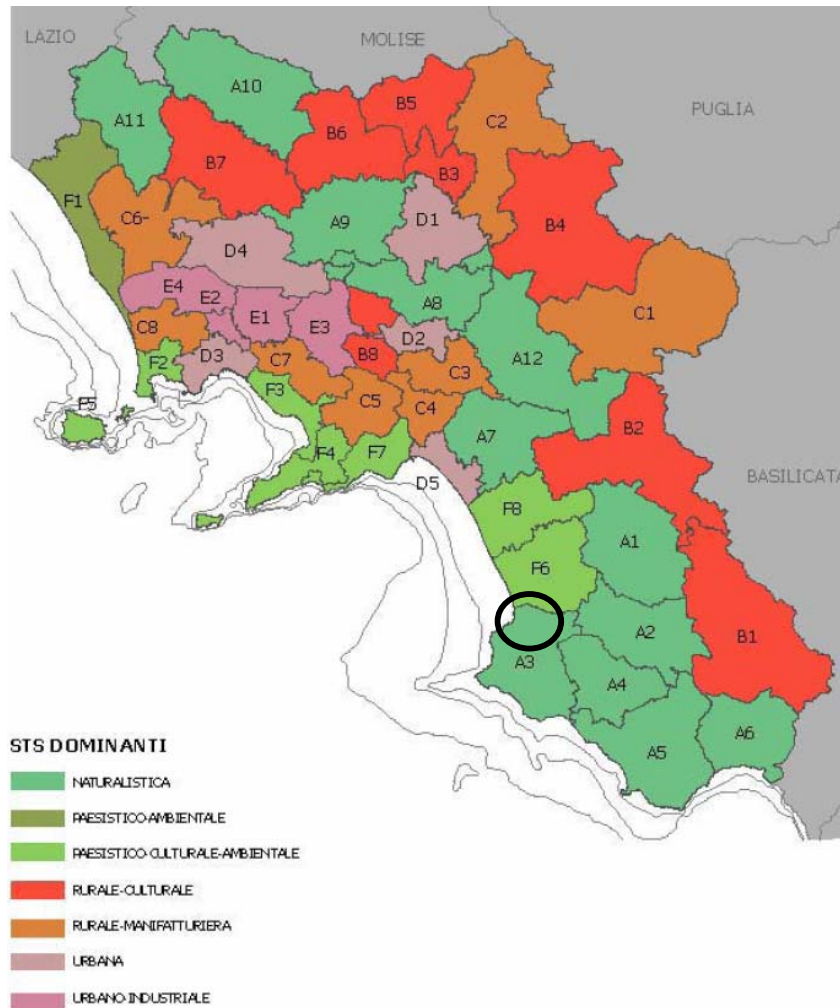 LAZIO
MOLISE
PUGLIA
BASILICATA
A10
A11
B5
C2
B6
B7
B3
F1
C6-
D1
B4
A9
D4
E4
E2
A8
C1
E1
E3
C8
D2
A12
F2
D3
C7
B8
C3
F3
C5
C4
F5
B2
A7
F4
F7
D5
F8
A1
F6
A2
B1
A3
A4
A5
A6
STS DOMINANTI
NATURALISTICA
PAESISTICO-AMBIENTALE
PAESISTICO-CULTURALE-AMBIENTALE
RURALE-CULTURALE
RURALE-MANIFATTURIERA
URBANA
URBANO-INDUSTRIALE